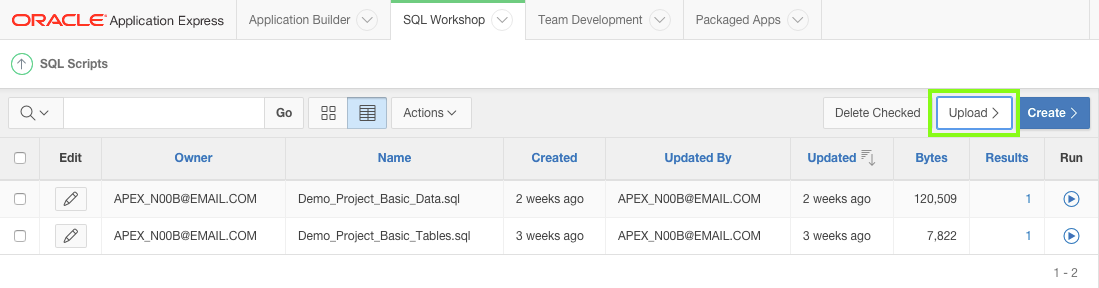 ORACLE Application Express Application Builder SQL Workshop Team Development Packaged Apps
SQL Scripts
Go Actions Delete Checked Upload > Create >
Edit Owner Name Created Updated By Updated Bytes Results Run
APEX_N00B@EMAIL.COM Demo_Project_Basic_Data.sql 2 weeks ago APEX_N00B@EMAIL.COM 2 weeks ago 120,509 1
APEX_N00B@EMAIL.COM Demo_Project_Basic_Tables.sql 3 weeks ago APEX_N00B@EMAIL.COM 3 weeks ago 7,822 1
1 - 2